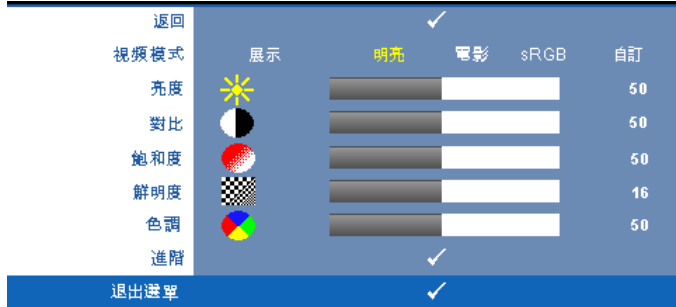 返回
視頻模式 展示 明亮 電影 sRGB 自訂
亮度 50
對比 50
飽和度 50
鮮明度 16
色調 50
進階
退出選單